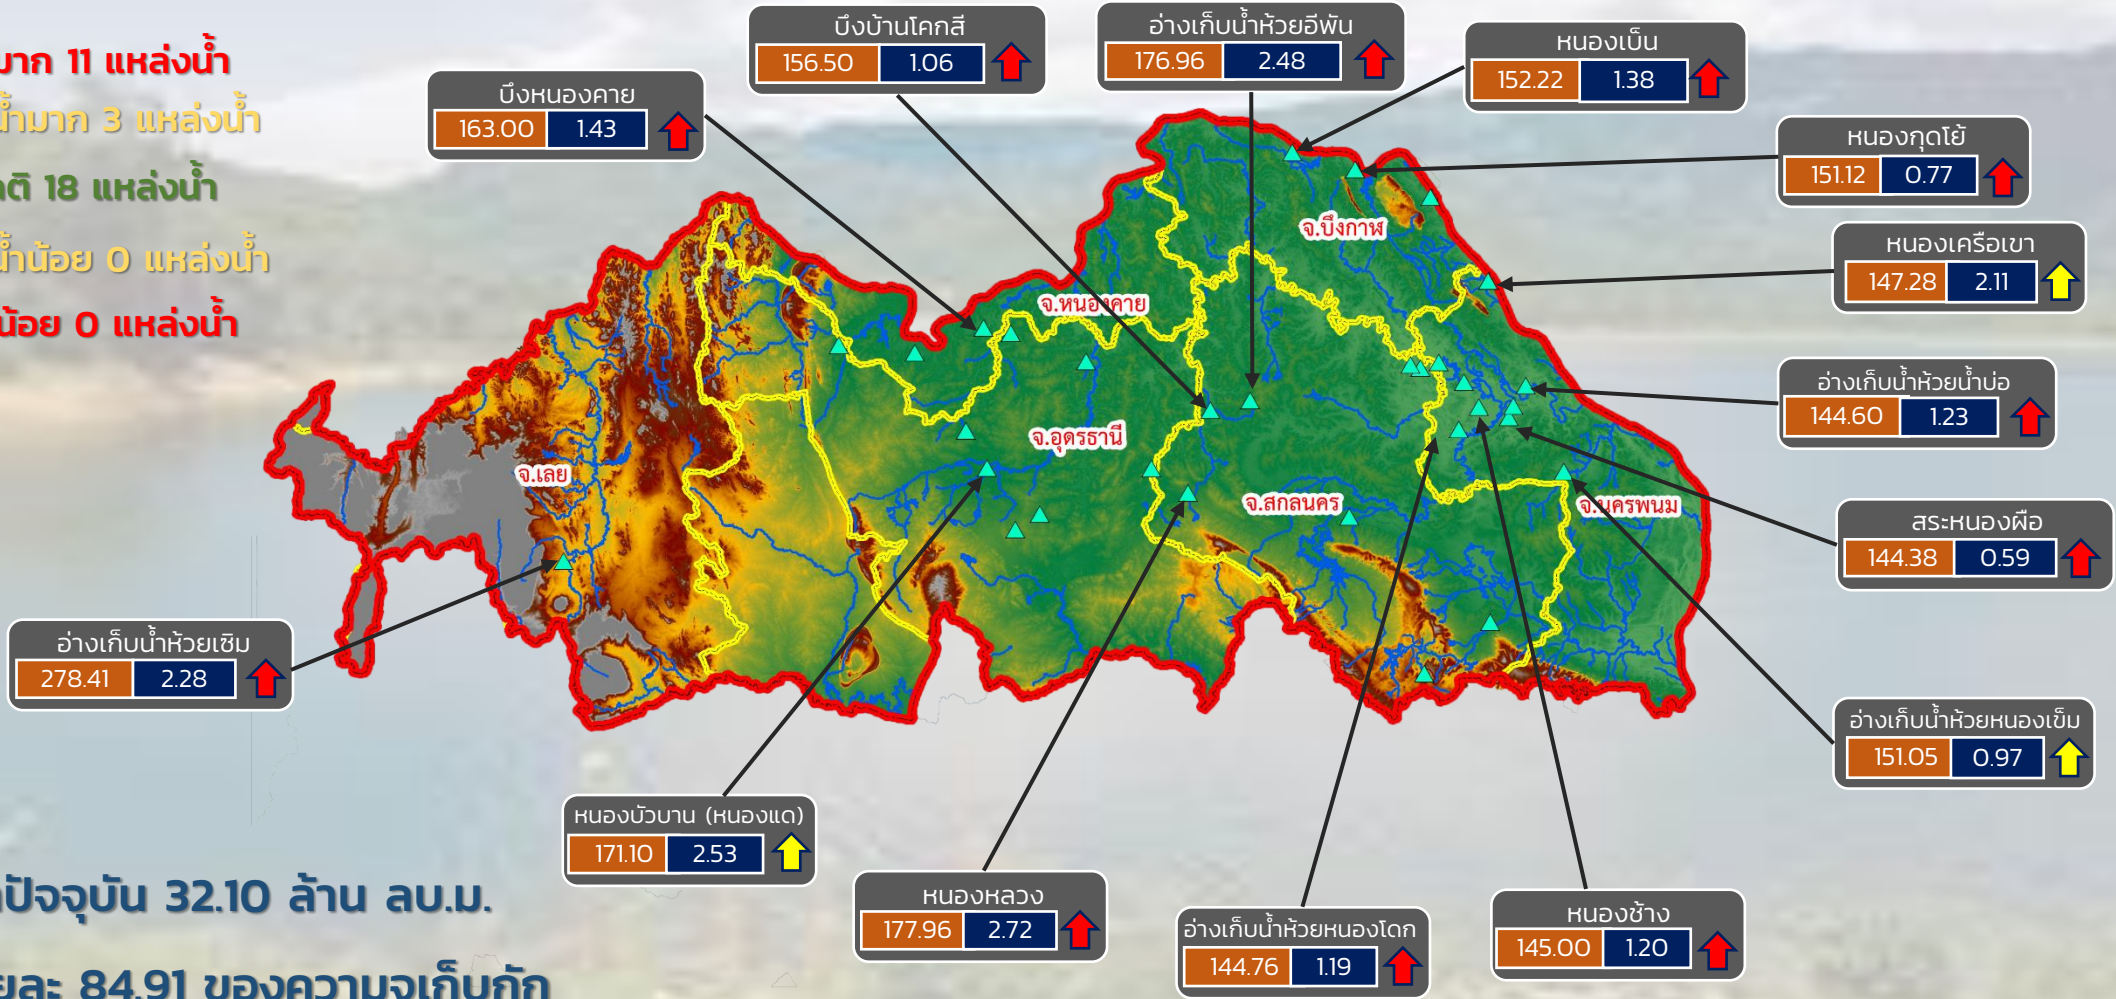 มาก 11 แหล่งน้ำ
น้ำมาก 3 แหล่งน้ำ
18 แหล่งน้ำ
น้ำน้อย 0 แหล่งน้ำ
น้อย 0 แหล่งน้ำ
บึงหนองคาย
163.00 1.43
บึงบ้านโคกสี
156.50 1.06
อ่างเก็บน้ำห้วยอีพัน
176.96 2.48
หนองเบ็น
152.22 1.38
หนองกุดโย้
151.12 0.77
หนองเครือเขา
147.28 2.11
อ่างเก็บน้ำห้วยน้ำบ่อ
144.60 1.23
สระหนองผือ
144.38 0.59
อ่างเก็บน้ำห้วยหนองเข็ม
151.05 0.97
จ.บึงกาฬ
จ.หนองคาย
จ.อุดรธานี
จ.เลย
จ.สกลนคร
จ.นครพนม
อ่างเก็บน้ำห้วยเซิม
278.41 2.28
หนองบัวบาน (หนองแด)
171.10 2.53
หนองหลวง
177.96 2.72
อ่างเก็บน้ำห้วยหนองโดก
144.76 1.19
หนองช้าง
145.00 1.20
ปัจจุบัน 32.10 ล้าน ลบ.ม.
84.91 ของความจุเก็บกัก